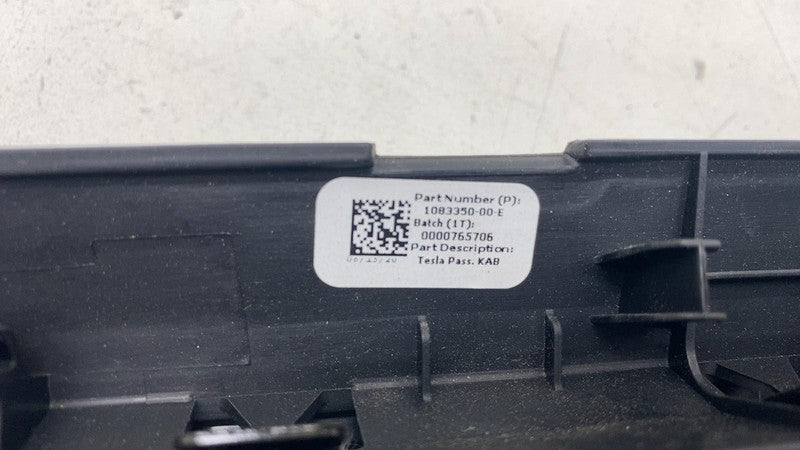 Part Number (P):
1083350-00-E
Batch (1T):
0000765706
Part Description:
Tesla Pass. KAB